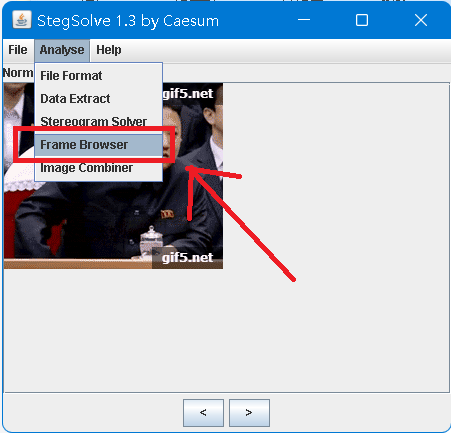 StegSolve 1.3 by Caesum
File Analyse Help
Norm
File Format
Data Extract
Stereogram Solver
Frame Browser
Image Combiner
gif5.net
gif5.net
< >